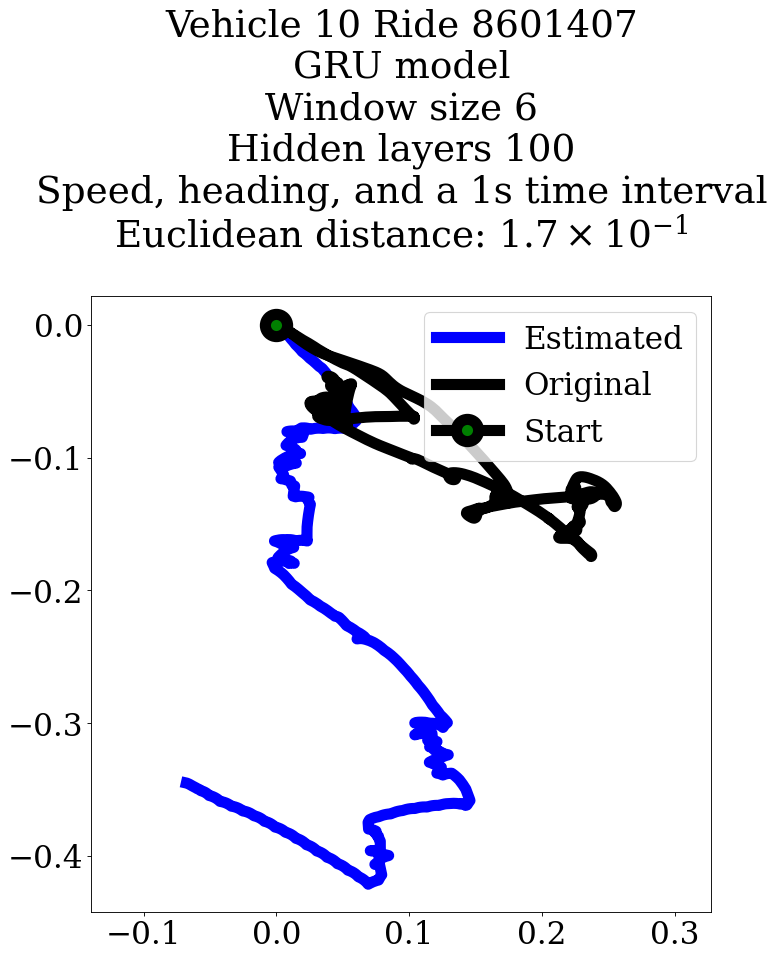 Vehicle 10 Ride 8601407
GRU model
Window size 6
Hidden layers 100
Speed, heading, and a 1s time interval
Euclidean distance: 1.7 × 10⁻¹
Estimated
Original
Start
0.0
−0.1
−0.2
−0.3
−0.4
−0.1 0.0 0.1 0.2 0.3